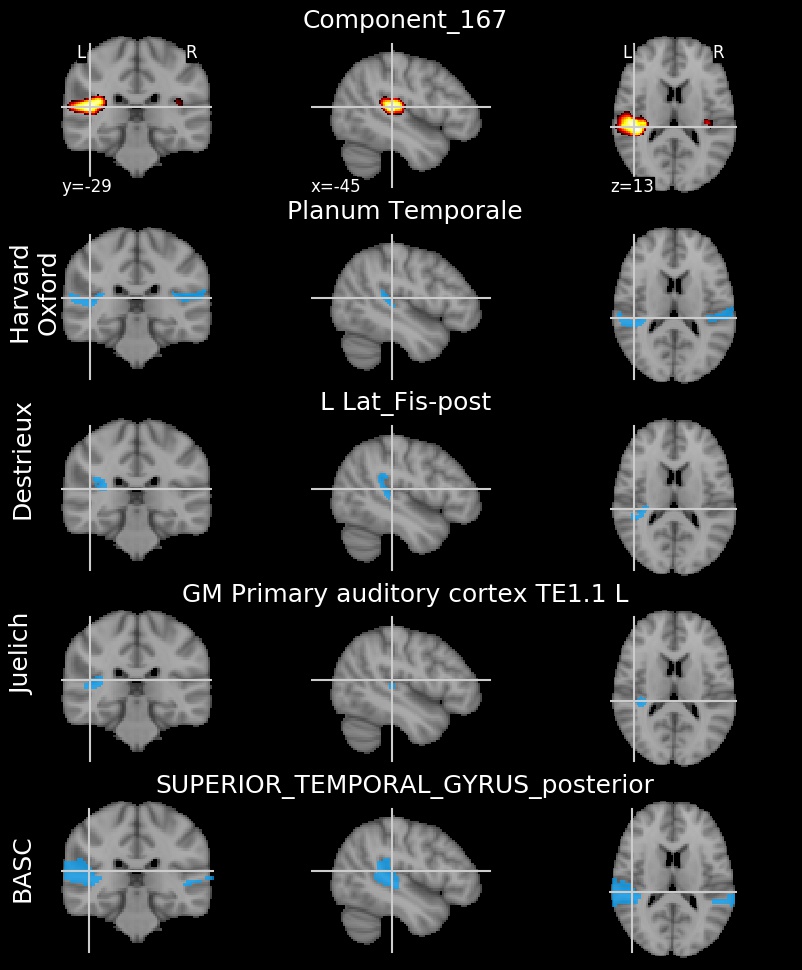 Component_167
L R L R
y=-29 x=-45 z=13
Planum Temporale
Harvard
Oxford
L Lat_Fis-post
Destrieux
GM Primary auditory cortex TE1.1 L
Juelich
SUPERIOR_TEMPORAL_GYRUS_posterior
BASC